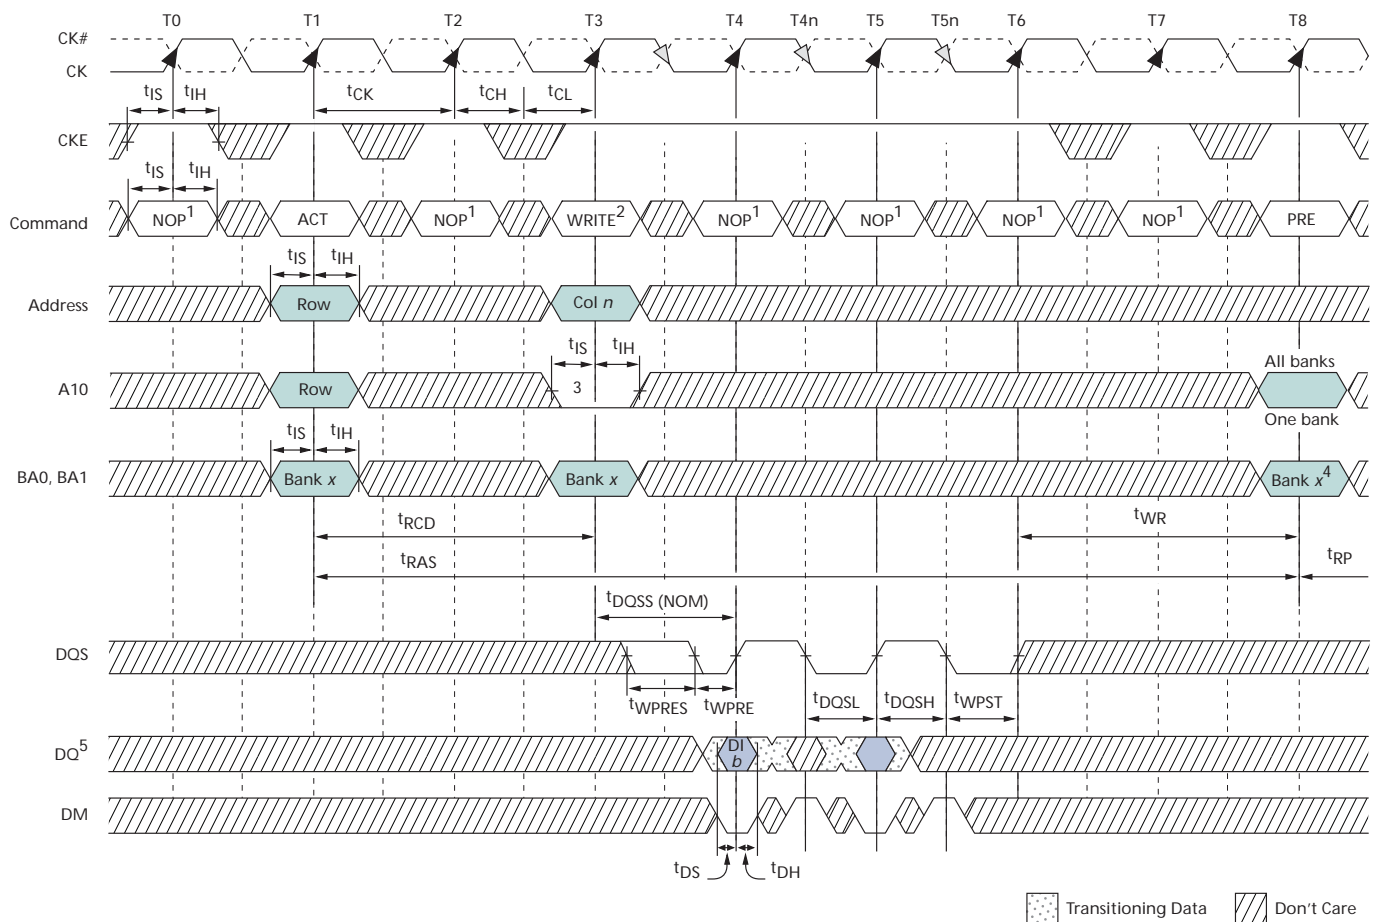 T0 T1 T2 T3 T4 T4n T5 T5n T6 T7 T8
CK#
CK
tIS tIH tCK tCH tCL
CKE
tIS tIH
Command NOP1 ACT NOP1 WRITE2 NOP1 NOP1 NOP1 NOP1 PRE
tIS tIH
Address Row Col n
tIS tIH
All banks
A10 Row 3
One bank
tIS tIH
BA0, BA1 Bank x Bank x Bank x4
tRCD tWR
tRAS tRP
tDQSS (NOM)
DQS
tWPRES tWPRE tDQSL tDQSH tWPST
DQ5 DI
b
DM
tDS tDH
Transitioning Data Don't Care